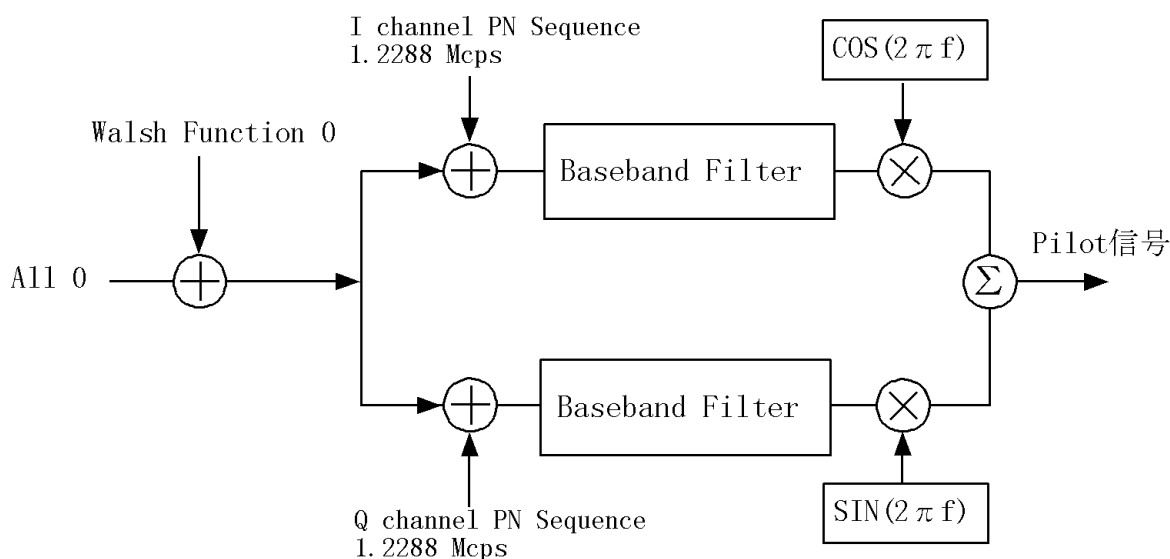 I channel PN Sequence
1.2288 Mcps
COS(2πf)
Walsh Function 0
Baseband Filter
Pilot信号
All 0
Σ
Baseband Filter
SIN(2πf)
Q channel PN Sequence
1.2288 Mcps